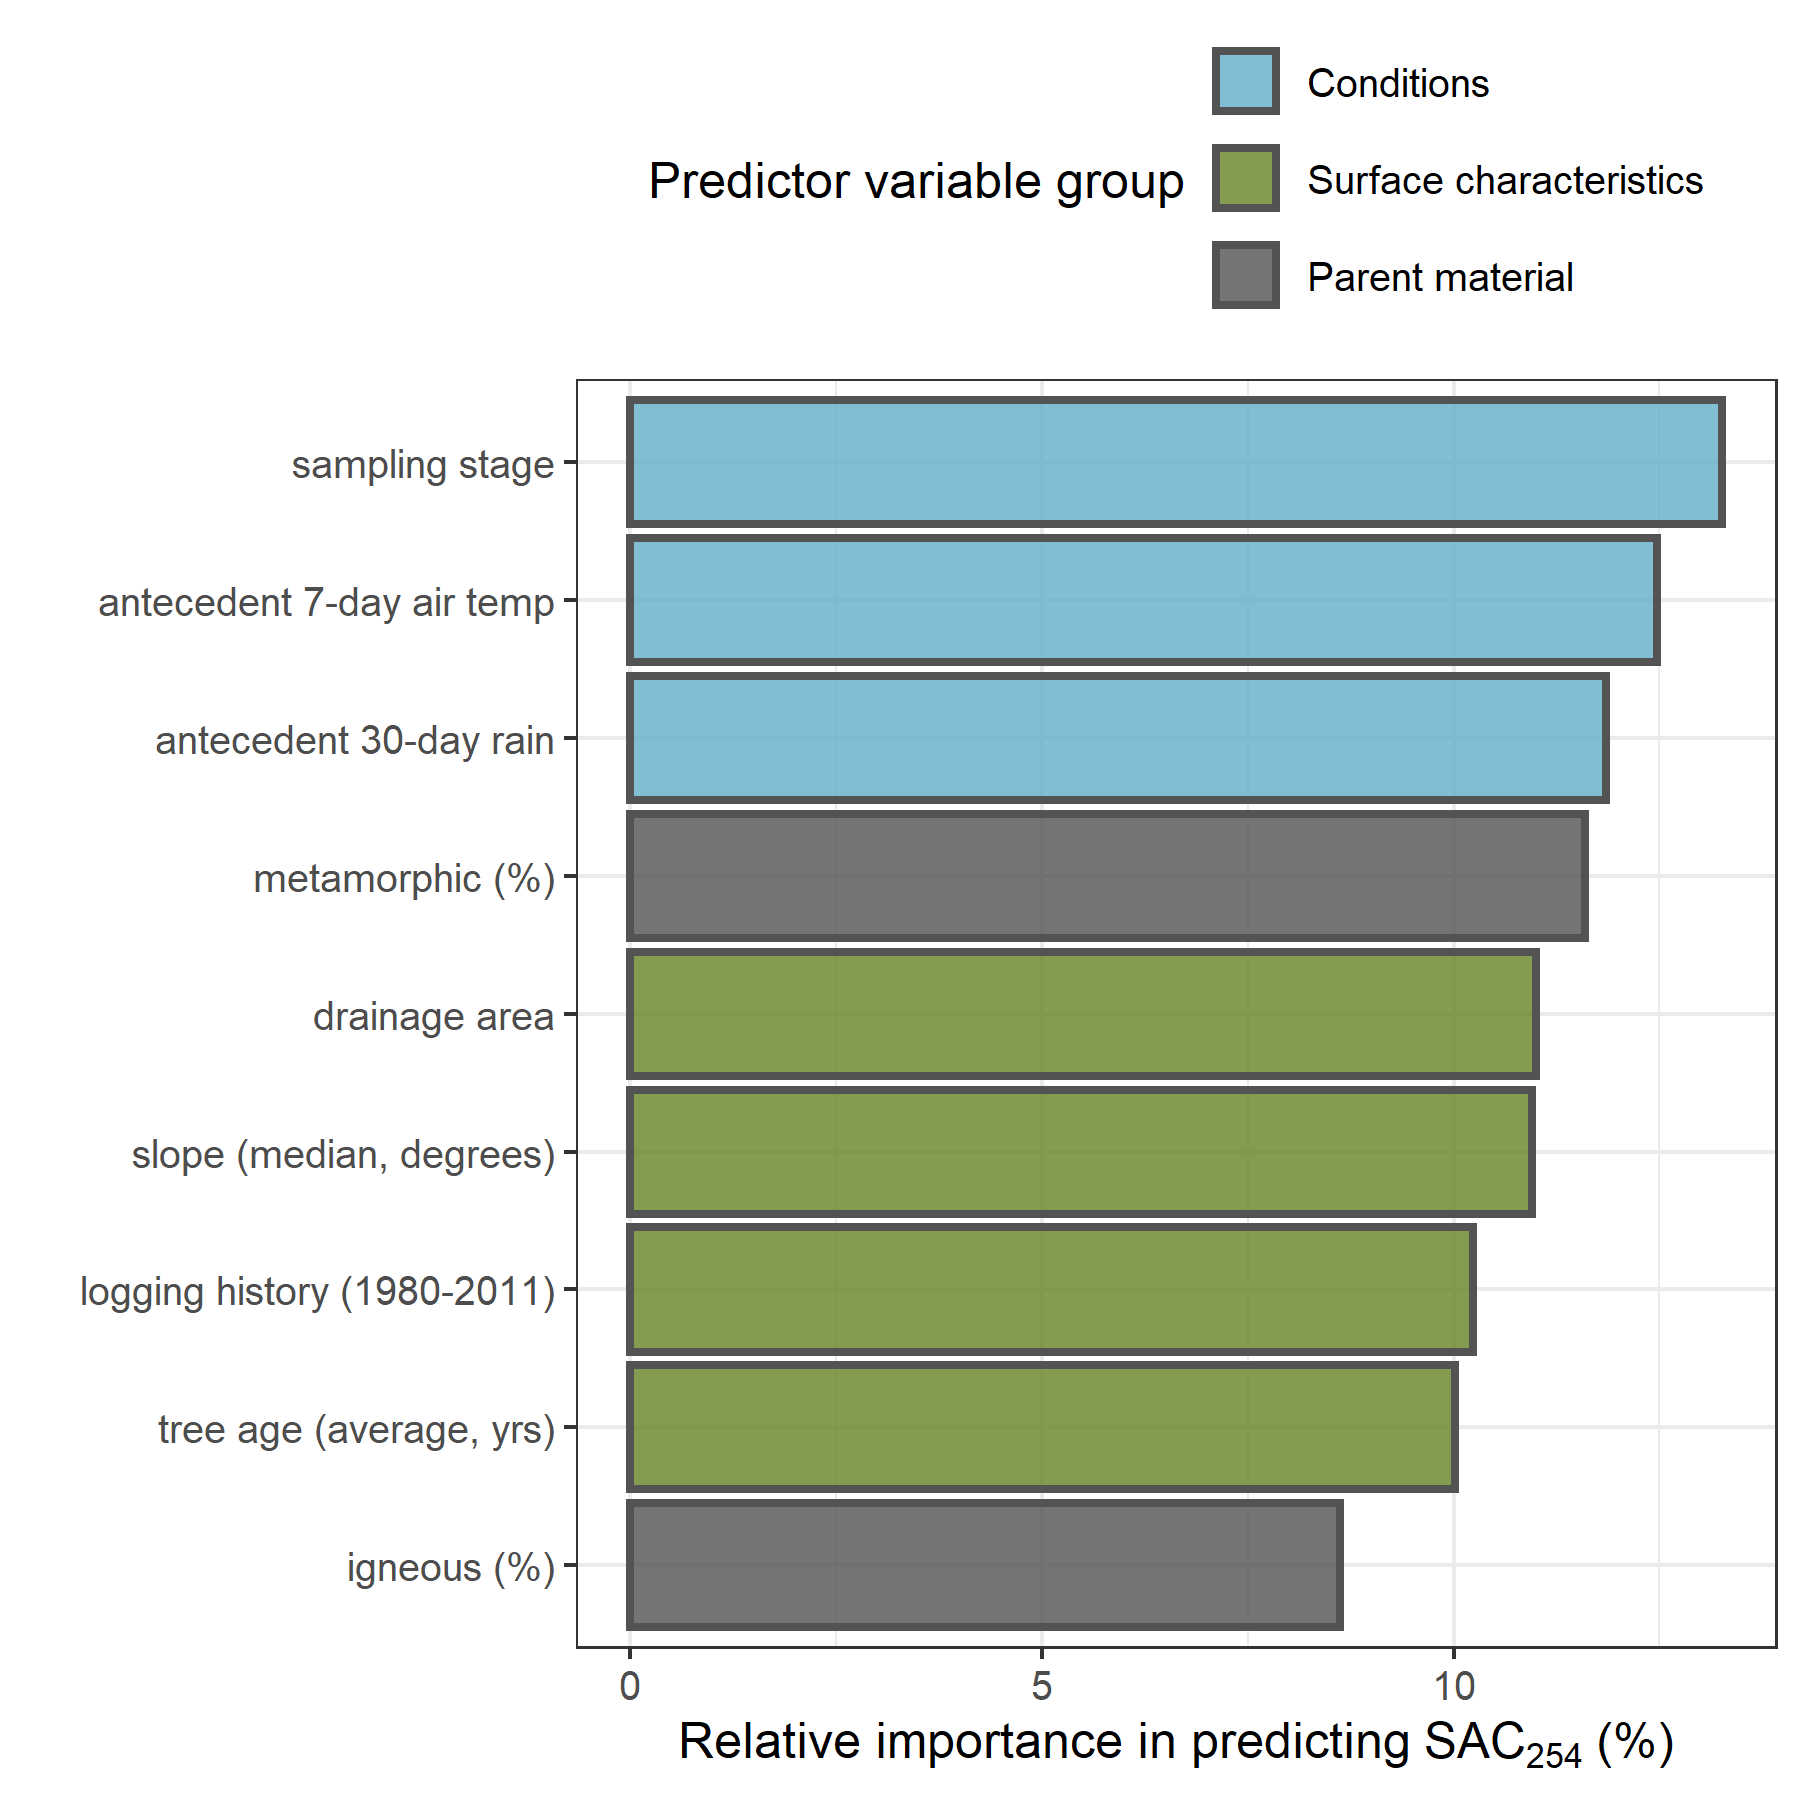 Conditions
Predictor variable group
Surface characteristics
Parent material
sampling stage
antecedent 7-day air temp
antecedent 30-day rain
metamorphic (%)
drainage area
slope (median, degrees)
logging history (1980-2011)
tree age (average, yrs)
igneous (%)
0 5 10
Relative importance in predicting SAC₂₅₄ (%)